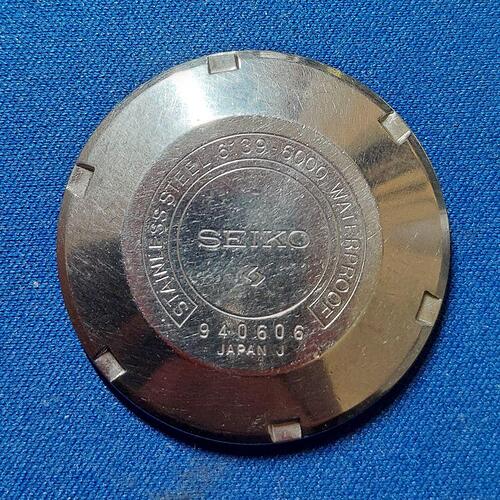 STAINLESS STEEL 6139-6000 WATERPROOF
SEIKO
940606
JAPAN J